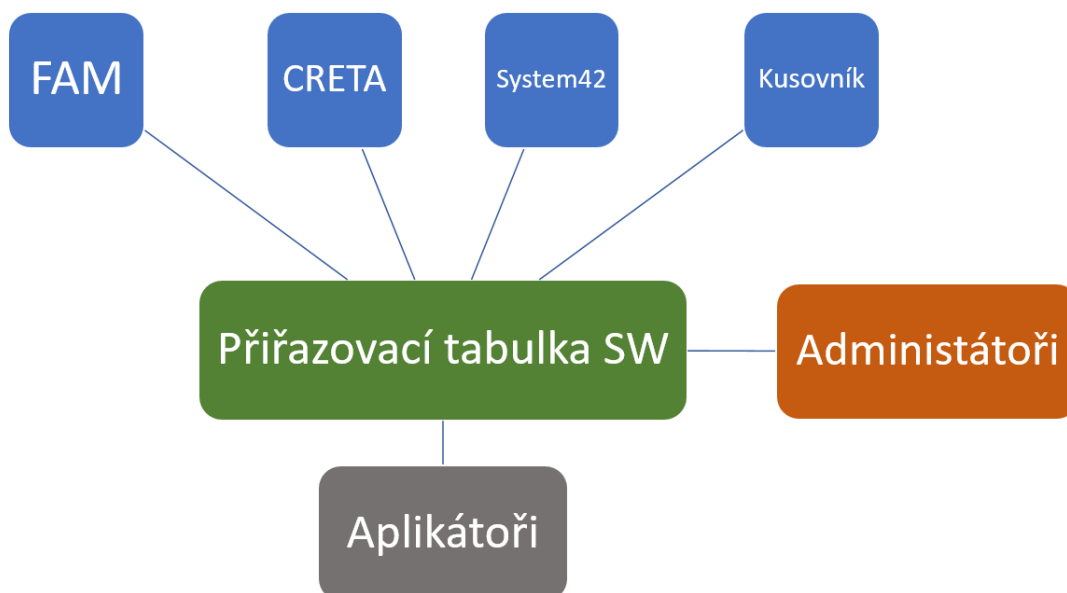 FAM
CRETA
System42
Kusovník
Přiřazovací tabulka SW
Administátoři
Aplikátoři